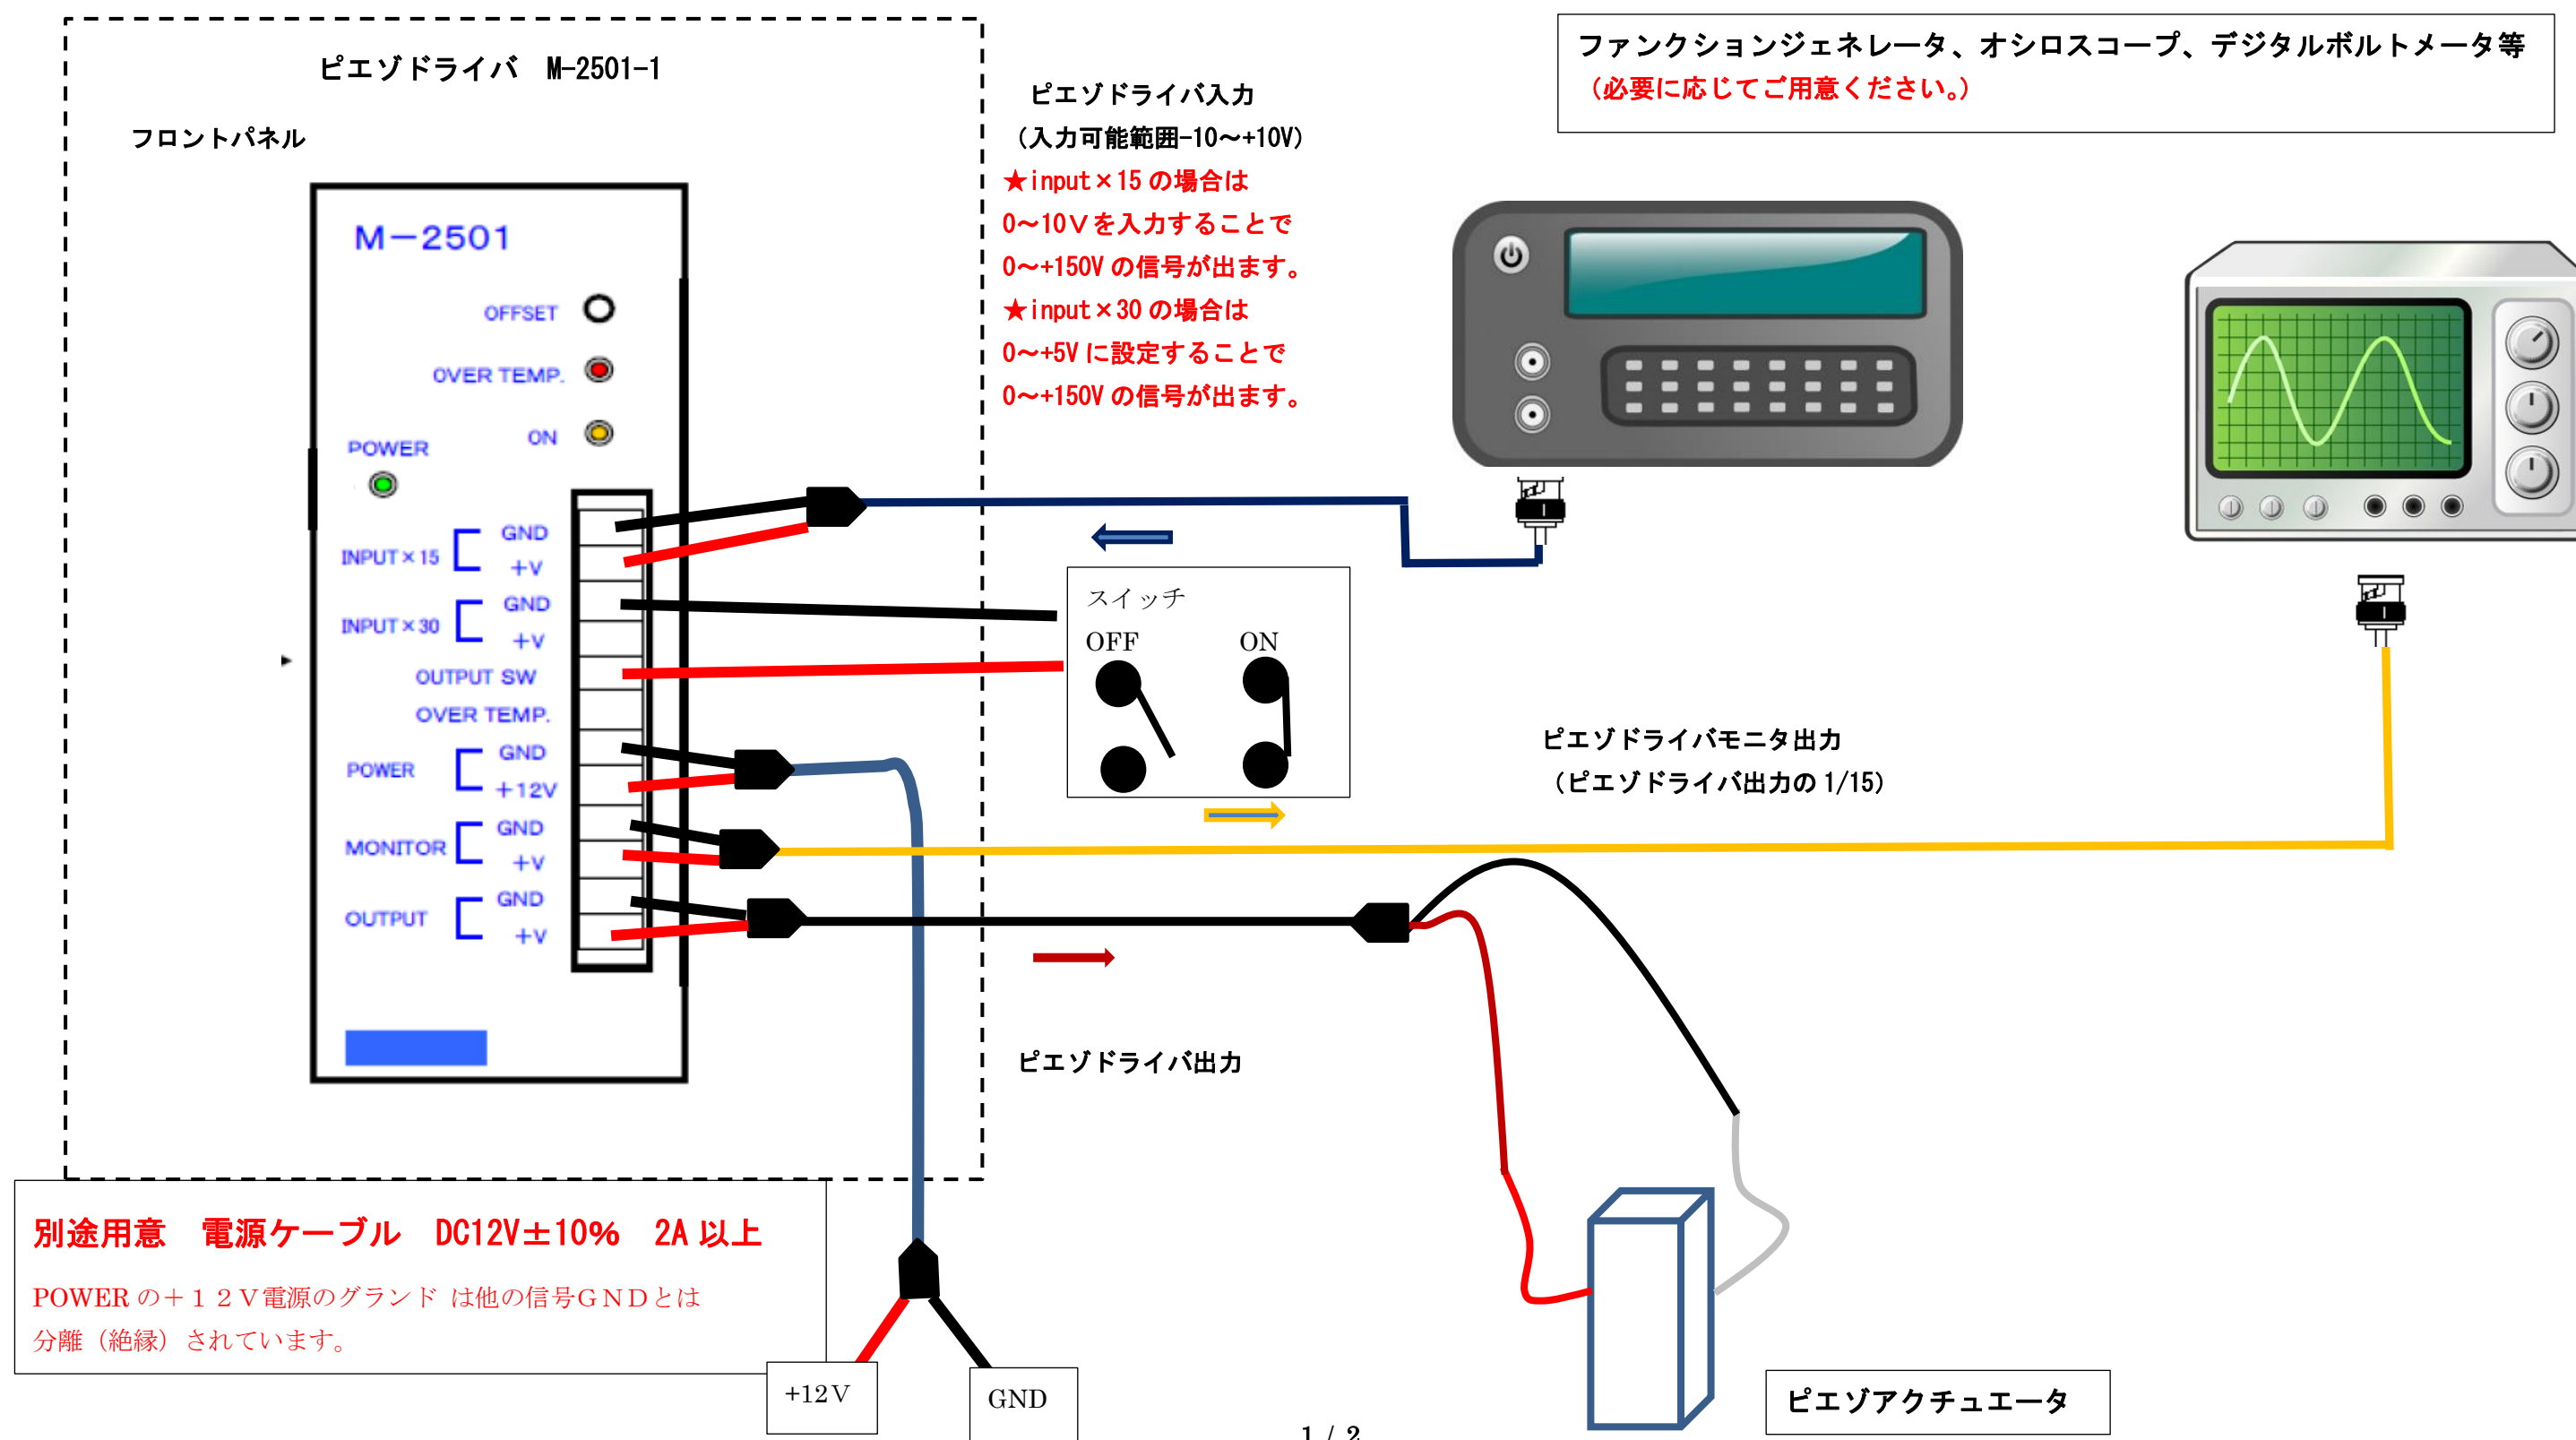 ピエゾドライバ　M-2501-1
フロントパネル
M－2501
OFFSET
OVER TEMP.
ON
POWER
GND
INPUT×15
+V
GND
INPUT×30
+V
OUTPUT SW
OVER TEMP.
GND
POWER
+12V
GND
MONITOR
+V
GND
OUTPUT
+V
ピエゾドライバ入力
（入力可能範囲-10～+10V）
★input×15 の場合は
0～10Ｖを入力することで
0～+150V の信号が出ます。
★input×30 の場合は
0～+5V に設定することで
0～+150V の信号が出ます。
ファンクションジェネレータ、オシロスコープ、デジタルボルトメータ等
（必要に応じてご用意ください。）
スイッチ
OFF ON
ピエゾドライバモニタ出力
（ピエゾドライバ出力の 1/15）
ピエゾドライバ出力
別途用意　電源ケーブル　DC12V±10%　2A 以上
POWER の＋１２Ｖ電源のグランド は他の信号ＧＮＤとは
分離（絶縁）されています。
+12Ｖ
GND
ピエゾアクチュエータ
1 / 2